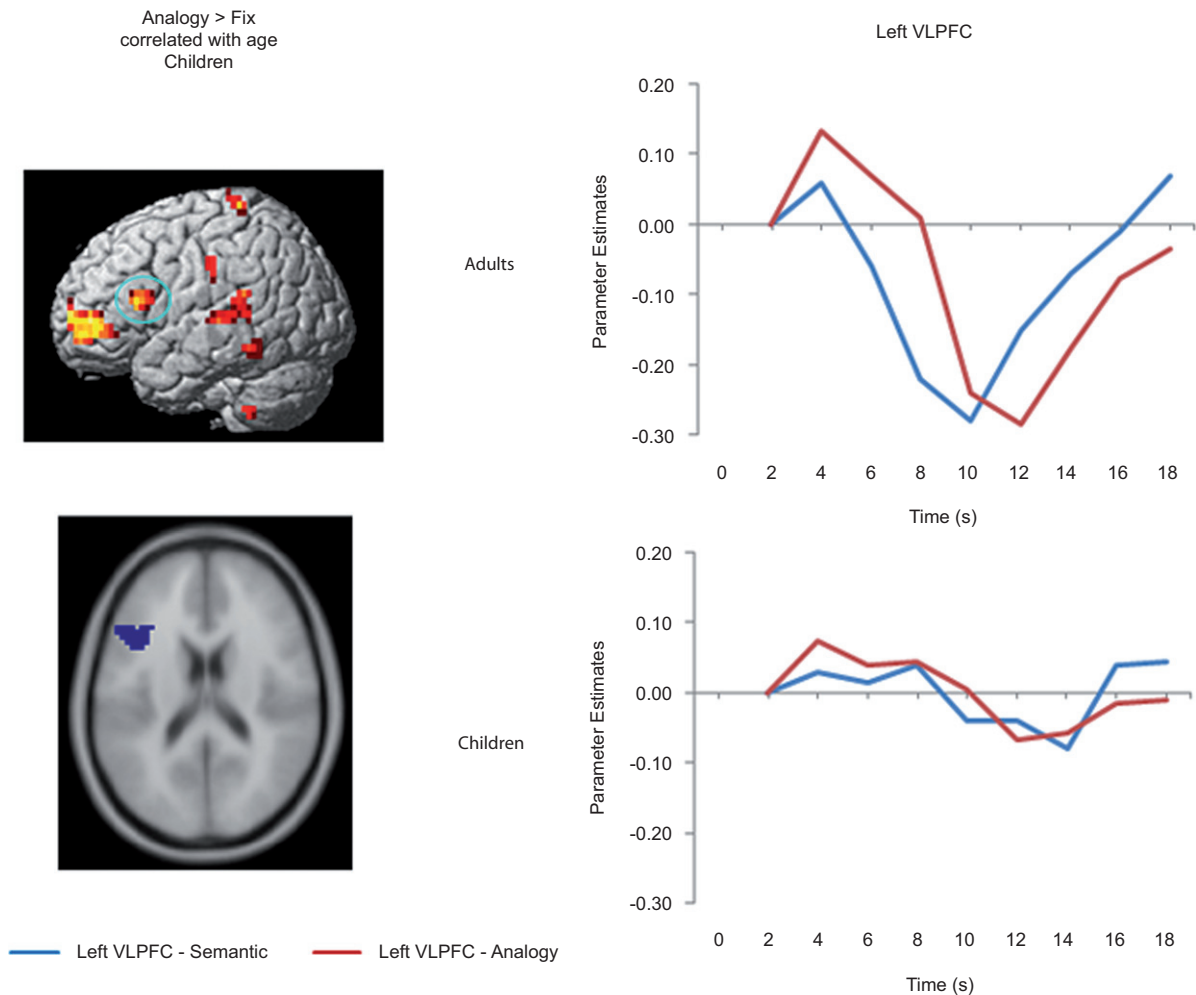 Analogy > Fix
correlated with age
Children
Left VLPFC
Adults
Parameter Estimates
0.20
0.10
0.00
-0.10
-0.20
-0.30
0 2 4 6 8 10 12 14 16 18
Time (s)
Children
Parameter Estimates
0.20
0.10
0.00
-0.10
-0.20
-0.30
0 2 4 6 8 10 12 14 16 18
Time (s)
Left VLPFC - Semantic
Left VLPFC - Analogy